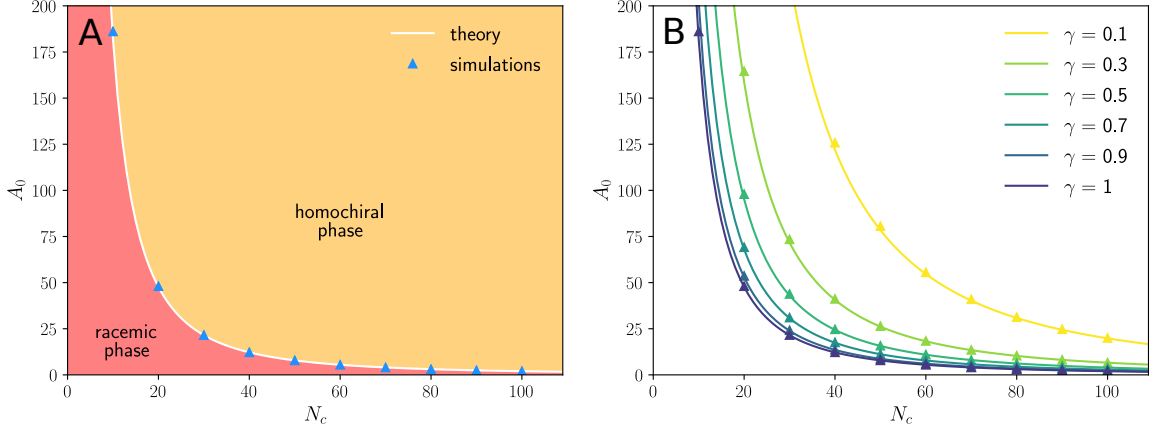 A
theory
simulations
homochiral
phase
racemic
phase
200
175
150
125
100
75
50
25
0
A₀
0 20 40 60 80 100
N_c
B
γ = 0.1
γ = 0.3
γ = 0.5
γ = 0.7
γ = 0.9
γ = 1
200
175
150
125
100
75
50
25
0
A₀
0 20 40 60 80 100
N_c